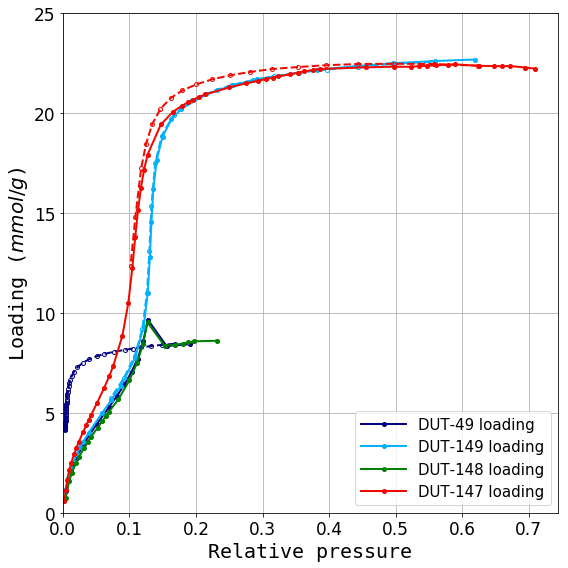 25
20
15
10
5
0
Loading (mmol/g)
DUT-49 loading
DUT-149 loading
DUT-148 loading
DUT-147 loading
0.0 0.1 0.2 0.3 0.4 0.5 0.6 0.7
Relative pressure